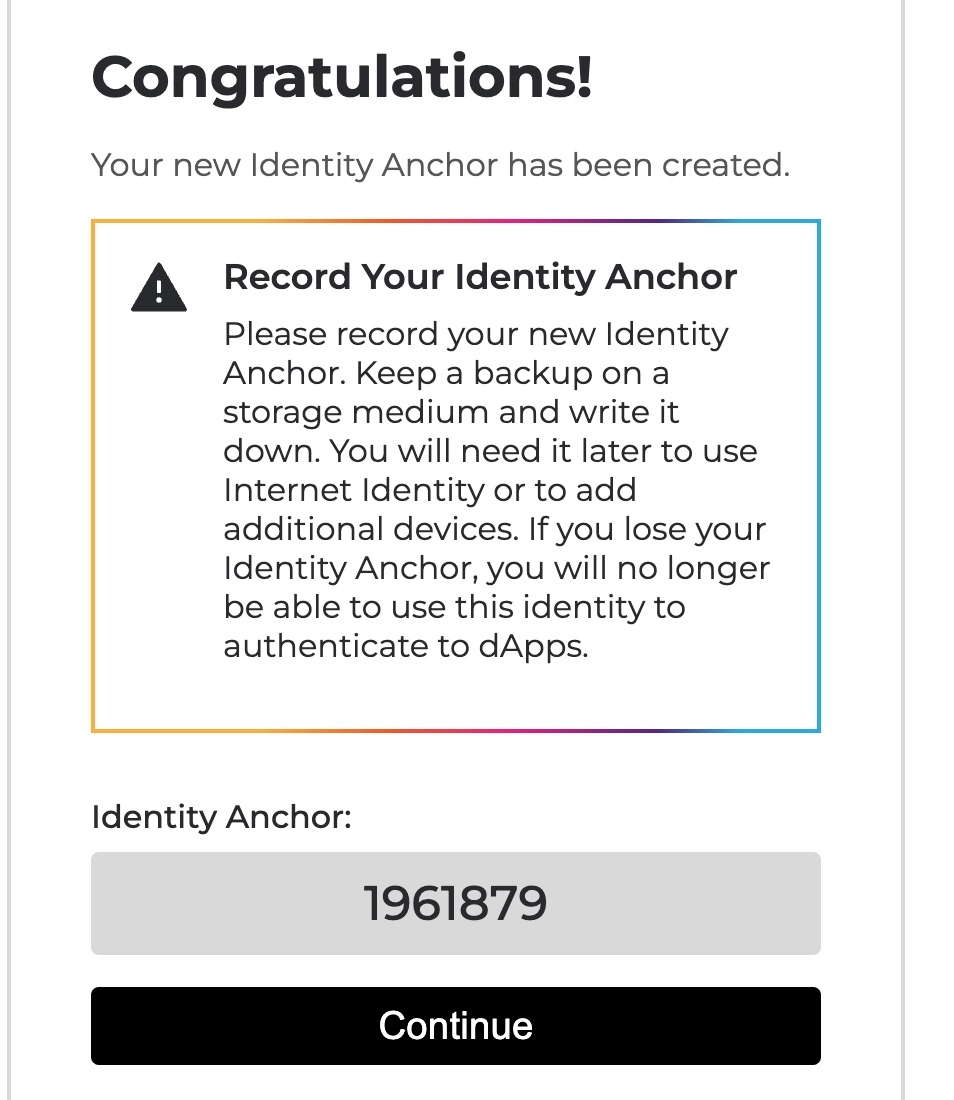 Congratulations!
Your new Identity Anchor has been created.
Record Your Identity Anchor
Please record your new Identity
Anchor. Keep a backup on a
storage medium and write it
down. You will need it later to use
Internet Identity or to add
additional devices. If you lose your
Identity Anchor, you will no longer
be able to use this identity to
authenticate to dApps.
Identity Anchor:
1961879
Continue